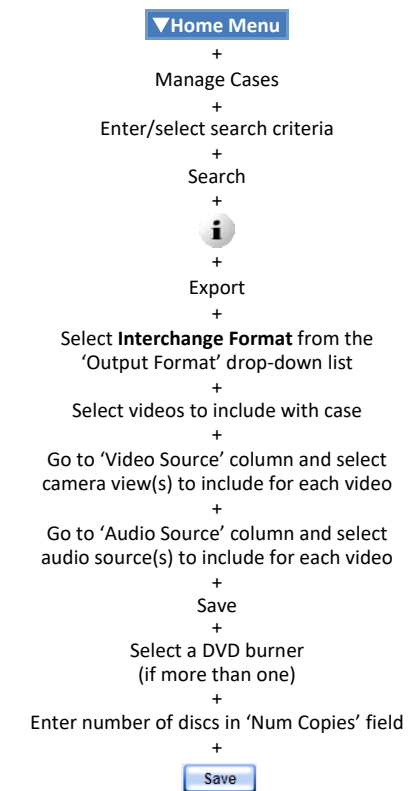 ▼Home Menu
+
Manage Cases
+
Enter/select search criteria
+
Search
+
i
+
Export
+
Select Interchange Format from the
‘Output Format’ drop-down list
+
Select videos to include with case
+
Go to ‘Video Source’ column and select
camera view(s) to include for each video
+
Go to ‘Audio Source’ column and select
audio source(s) to include for each video
+
Save
+
Select a DVD burner
(if more than one)
+
Enter number of discs in ‘Num Copies’ field
+
Save